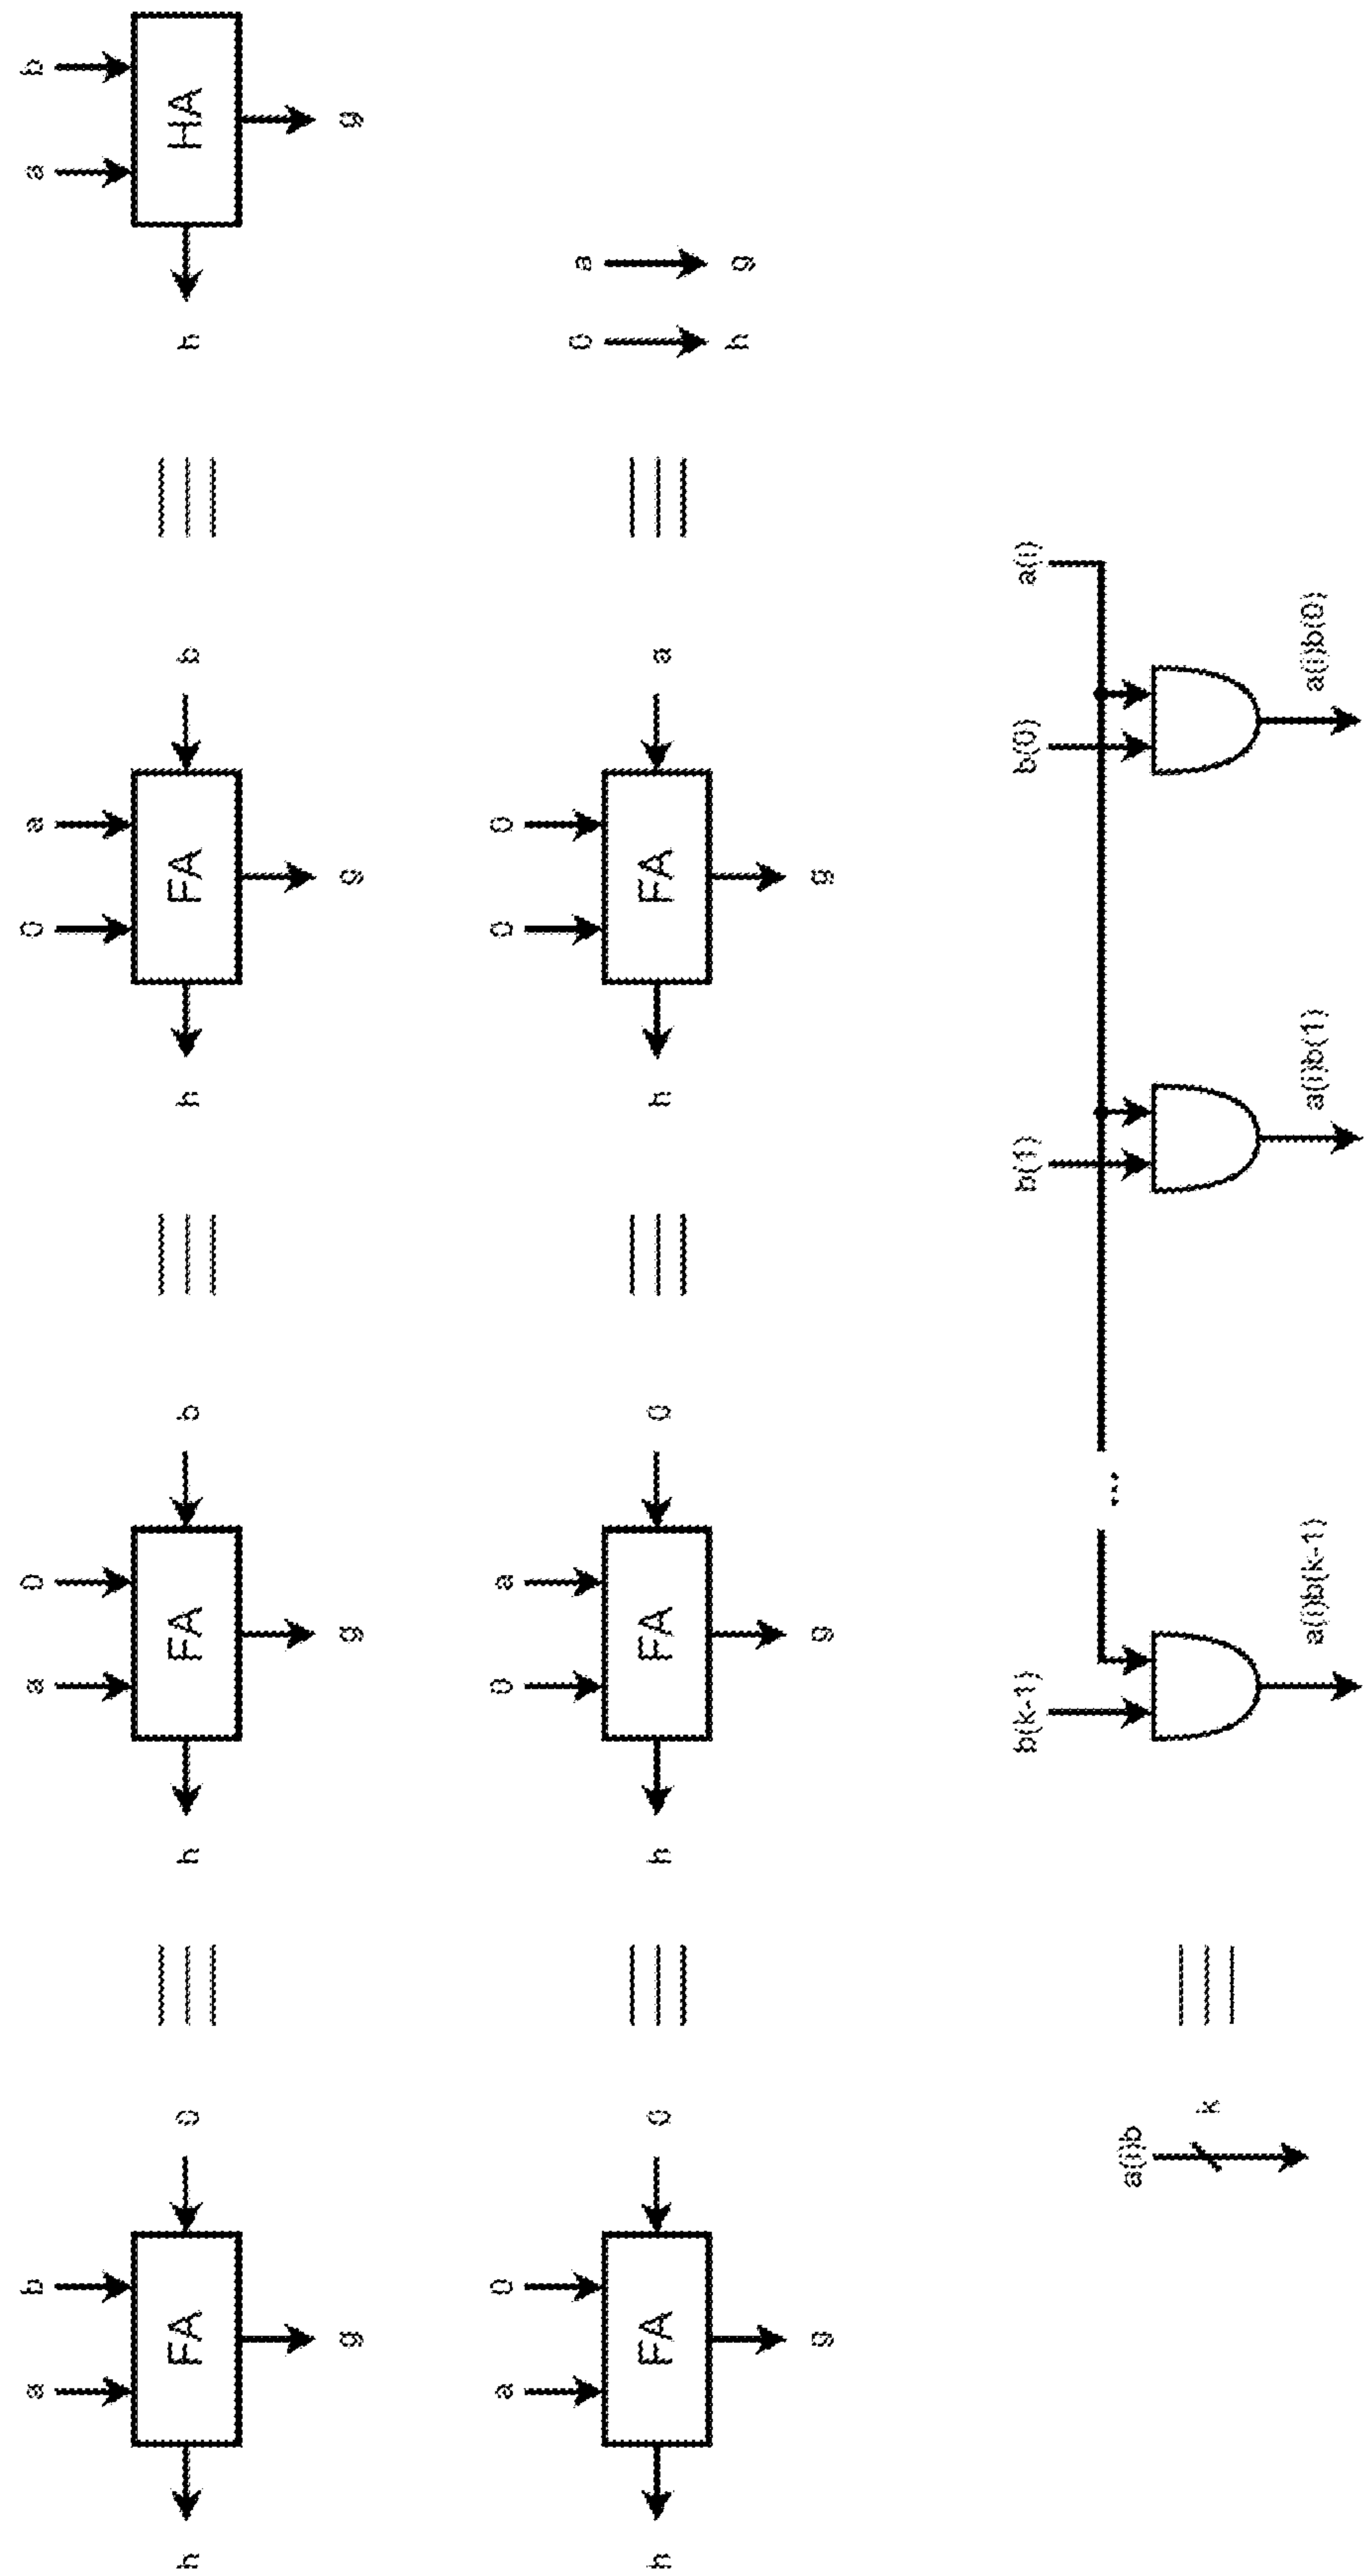 a b a 0 0 a a b
h FA 0 h FA b h FA b h HA
g g g g
a 0 0 a 0 0
0 a
h FA 0 h FA 0 h FA a
h g
g g g
b(k-1) b(1) b(0) a(i)
...
a(i)b
k
a(i)b(k-1) a(i)b(1) a(i)b(0)